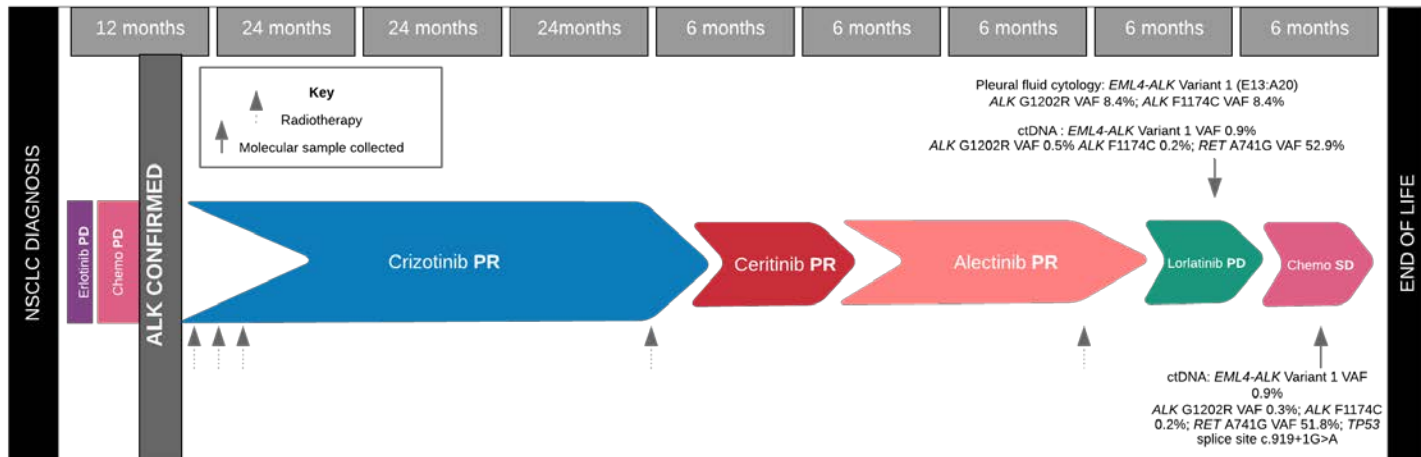 12 months
24 months
24 months
24months
6 months
6 months
6 months
6 months
6 months
NSCLC DIAGNOSIS
Erlotinib PD
Chemo PD
ALK CONFIRMED
Key
Radiotherapy
Molecular sample collected
Crizotinib PR
Ceritinib PR
Alectinib PR
Pleural fluid cytology: EML4-ALK Variant 1 (E13:A20)
ALK G1202R VAF 8.4%; ALK F1174C VAF 8.4%
ctDNA : EML4-ALK Variant 1 VAF 0.9%
ALK G1202R VAF 0.5% ALK F1174C 0.2%; RET A741G VAF 52.9%
Lorlatinib PD
Chemo SD
ctDNA: EML4-ALK Variant 1 VAF
0.9%
ALK G1202R VAF 0.3%; ALK F1174C
0.2%; RET A741G VAF 51.8%; TP53
splice site c.919+1G>A
END OF LIFE